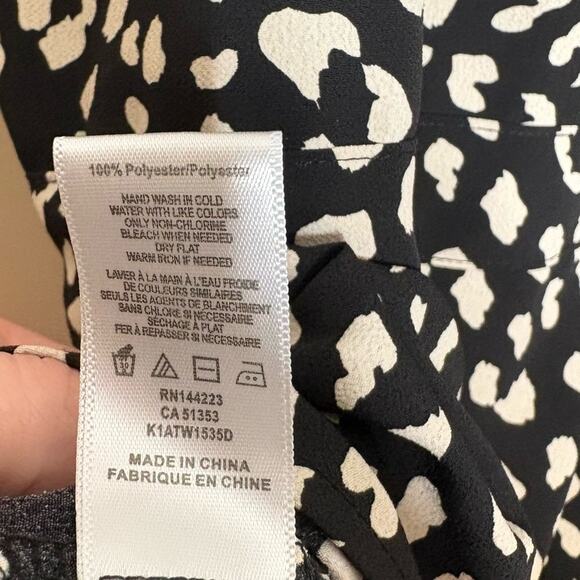 100% Polyester/Polyester
HAND WASH IN COLD
WATER WITH LIKE COLORS
ONLY NON-CHLORINE
BLEACH WHEN NEEDED
DRY FLAT
WARM IRON IF NEEDED
LAVER À LA MAIN À L'EAU FROIDE
DE COULEURS SIMILAIRES
SEULS LES AGENTS DE BLANCHIMENT
SANS CHLORE SI NÉCESSAIRE
SÉCHAGE À PLAT
FER À REPASSER SI NÉCESSAIRE
30
RN144223
CA 51353
K1ATW1535D
MADE IN CHINA
FABRIQUE EN CHINE